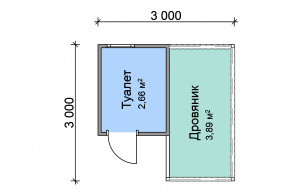 3 000
3 000
Туалет
2,66 м²
Дровяник
3,89 м²